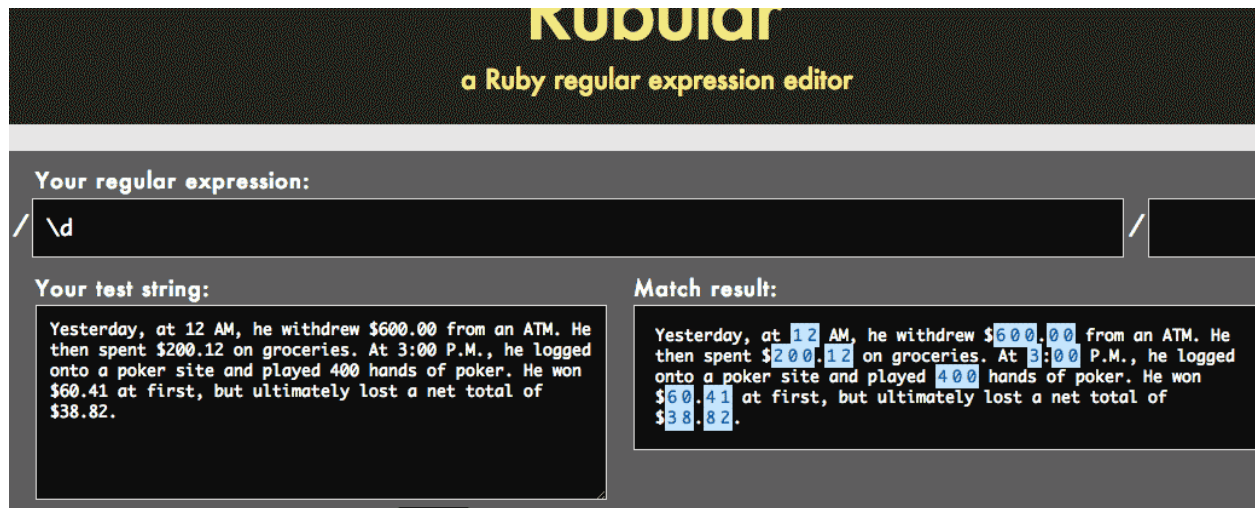 Rubular
a Ruby regular expression editor
Your regular expression:
/ \d /
Your test string:
Yesterday, at 12 AM, he withdrew $600.00 from an ATM. He
then spent $200.12 on groceries. At 3:00 P.M., he logged
onto a poker site and played 400 hands of poker. He won
$60.41 at first, but ultimately lost a net total of
$38.82.
Match result:
Yesterday, at 12 AM, he withdrew $600.00 from an ATM. He
then spent $200.12 on groceries. At 3:00 P.M., he logged
onto a poker site and played 400 hands of poker. He won
$60.41 at first, but ultimately lost a net total of
$38.82.